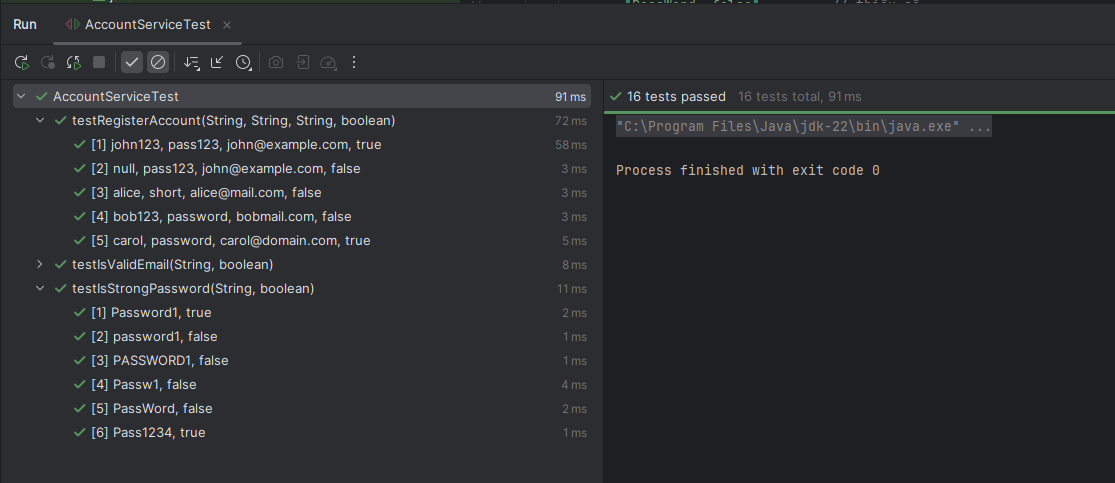 "PassWord, false"
Run AccountServiceTest
AccountServiceTest 91 ms
testRegisterAccount(String, String, String, boolean) 72 ms
[1] john123, pass123, john@example.com, true 58 ms
[2] null, pass123, john@example.com, false 3 ms
[3] alice, short, alice@mail.com, false 3 ms
[4] bob123, password, bobmail.com, false 3 ms
[5] carol, password, carol@domain.com, true 5 ms
testIsValidEmail(String, boolean) 8 ms
testIsStrongPassword(String, boolean) 11 ms
[1] Password1, true 2 ms
[2] password1, false 1 ms
[3] PASSWORD1, false 1 ms
[4] Passw1, false 4 ms
[5] PassWord, false 2 ms
[6] Pass1234, true 1 ms
16 tests passed 16 tests total, 91 ms
"C:\Program Files\Java\jdk-22\bin\java.exe" ...
Process finished with exit code 0